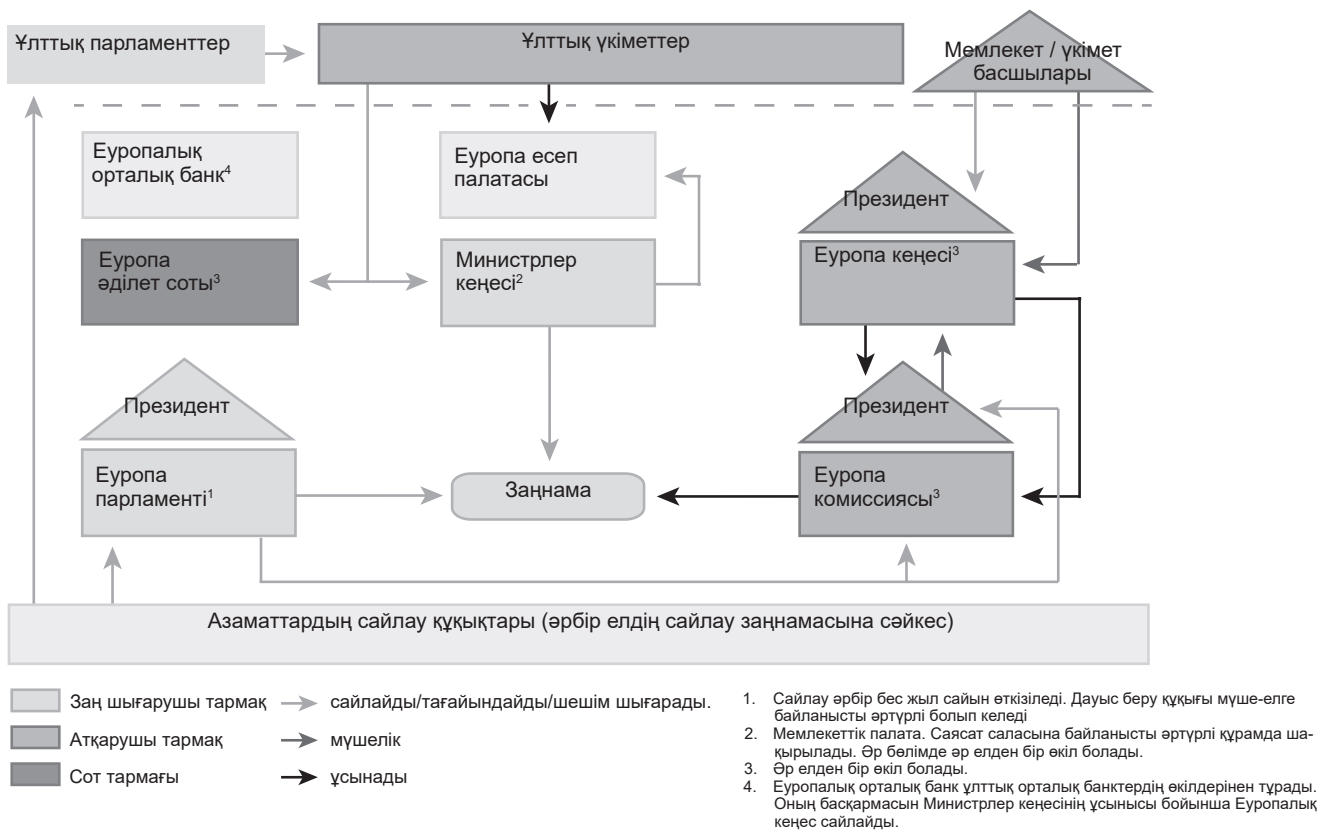 Ұлттық парламенттер
Ұлттық үкіметтер
Мемлекет / үкімет
басшылары
Еуропалық
орталық банк4
Еуропа есеп
палатасы
Президент
Еуропа
әділет соты3
Министрлер
кеңесі2
Еуропа кеңесі3
Президент
Президент
Еуропа
парламенті1
Заңнама
Еуропа
комиссиясы3
Азаматтардың сайлау құқықтары (әрбір елдің сайлау заңнамасына сәйкес)
Заң шығарушы тармақ
Атқарушы тармақ
Сот тармағы
сайлайды/тағайындайды/шешім шығарады.
мүшелік
ұсынады
1. Сайлау әрбір бес жыл сайын өткізіледі. Дауыс беру құқығы мүше-елге
байланысты әртүрлі болып келеді
2. Мемлекеттік палата. Саясат саласына байланысты әртүрлі құрамда ша-
қырылады. Әр бөлімде әр елден бір өкіл болады.
3. Әр елден бір өкіл болады.
4. Еуропалық орталық банк ұлттық орталық банктердің өкілдерінен тұрады.
Оның басқармасын Министрлер кеңесінің ұсынысы бойынша Еуропалық
кеңес сайлайды.